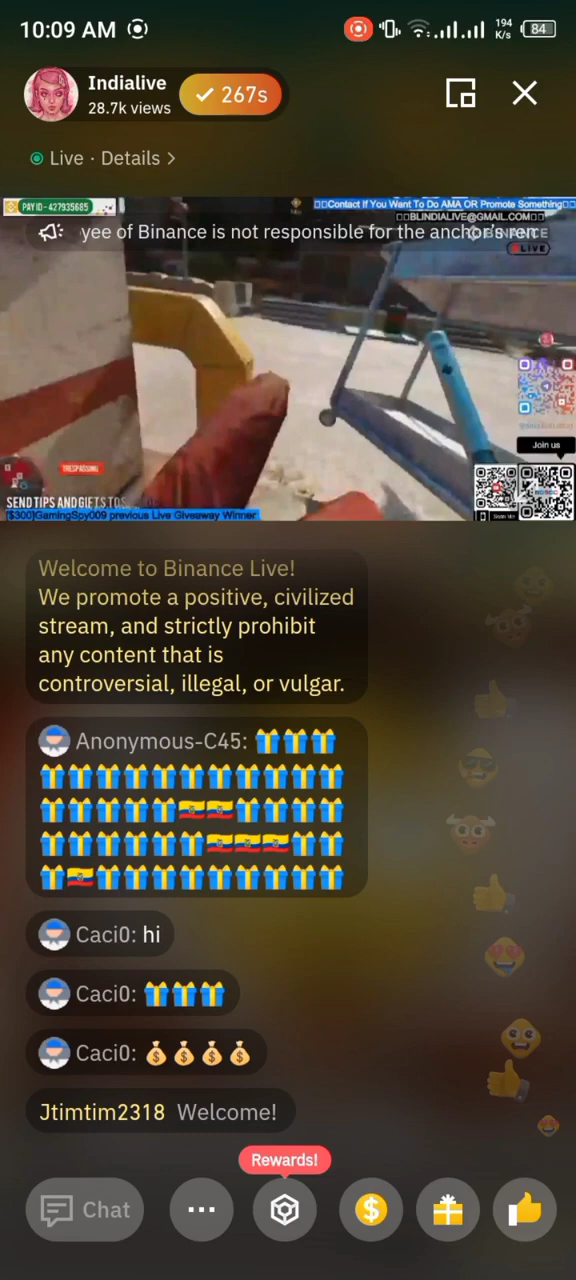 10:09 AM
194
K/s
84
Indialive
28.7k views
267s
Live · Details
PAY ID - 427935685
Contact If You Want To Do AMA OR Promote Something
BLINDIALIVE@GMAIL.COM
yee of Binance is not responsible for the anchor's en
BINANCE
LIVE
Join us
TRESPASSING
SEND TIPS AND GIFTS TO S
[$300]GamingSpy009 previous Live Giveaway Winner
Welcome to Binance Live!
We promote a positive, civilized
stream, and strictly prohibit
any content that is
controversial, illegal, or vulgar.
Anonymous-C45: 🎁🎁🎁
🎁🎁🎁🎁🎁🎁🎁🎁🎁🎁🎁
🎁🎁🎁🎁🎁🇪🇨🇪🇨🎁🎁🎁🎁
🎁🎁🎁🎁🎁🎁🇪🇨🇪🇨🇪🇨🎁🎁
🎁🇪🇨🎁🎁🎁🎁🎁🎁🎁🎁🎁
Caci0: hi
Caci0: 🎁🎁🎁
Caci0: 💰💰💰💰
Jtimtim2318 Welcome!
Rewards!
Chat